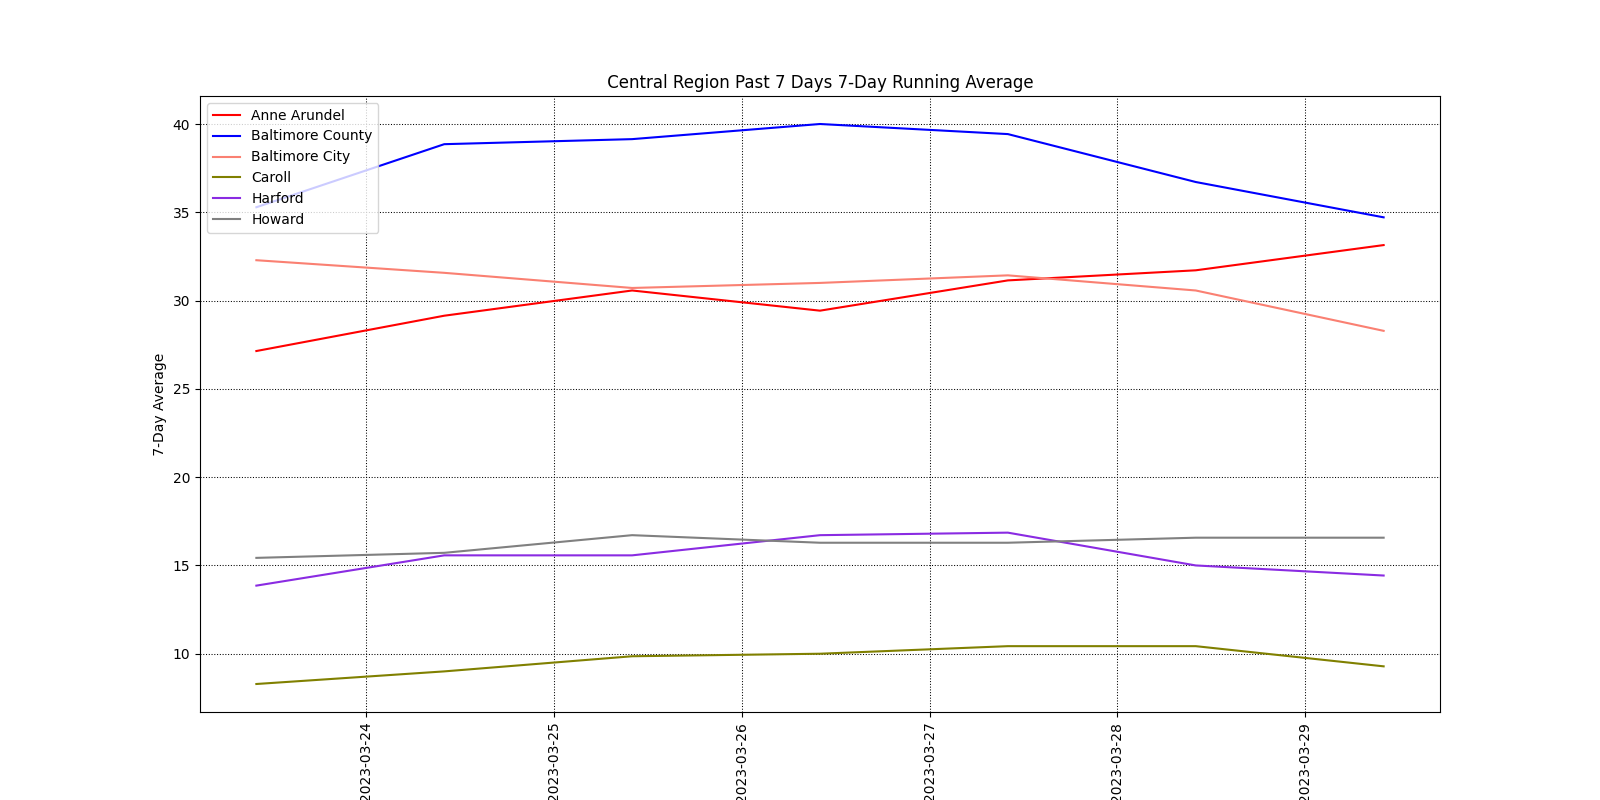 Central Region Past 7 Days 7-Day Running Average
Anne Arundel
Baltimore County
Baltimore City
Caroll
Harford
Howard
40
35
30
25
20
15
10
7-Day Average
2023-03-24
2023-03-25
2023-03-26
2023-03-27
2023-03-28
2023-03-29